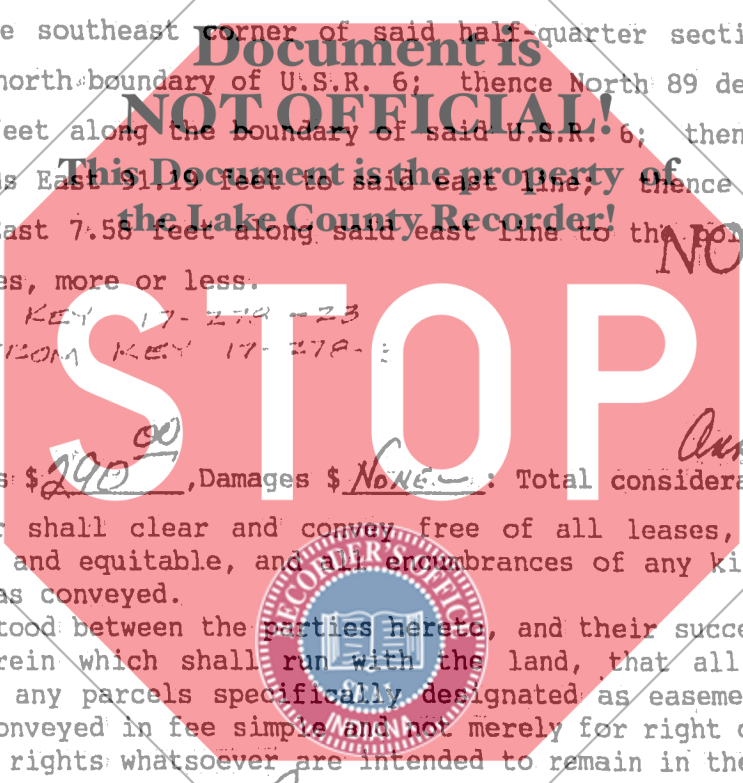 e southeast corner of said half-quarter secti
Document is
north boundary of U.S.R. 6; thence North 89 de
NOT OFFICIAL!
feet along the boundary of said U.S.R. 6; then
This Document is the property of
s East 91.19 feet to said east line; thence
the Lake County Recorder!
East 7.58 feet along said east line to the poi
NO
es, more or less.
KEY 17-278-23
FROM KEY 17-278-
STOP
s $290 00, Damages $ NONE : Total considera
r shall clear and convey free of all leases,
and equitable, and all encumbrances of any ki
as conveyed.
tood between the parties hereto, and their succe
rein which shall run with the land, that all
any parcels specifically designated as easeme
onveyed in fee simple and not merely for right o
rights whatsoever are intended to remain in the
RECORDER'S OFFICE
SEAL
INDIANA